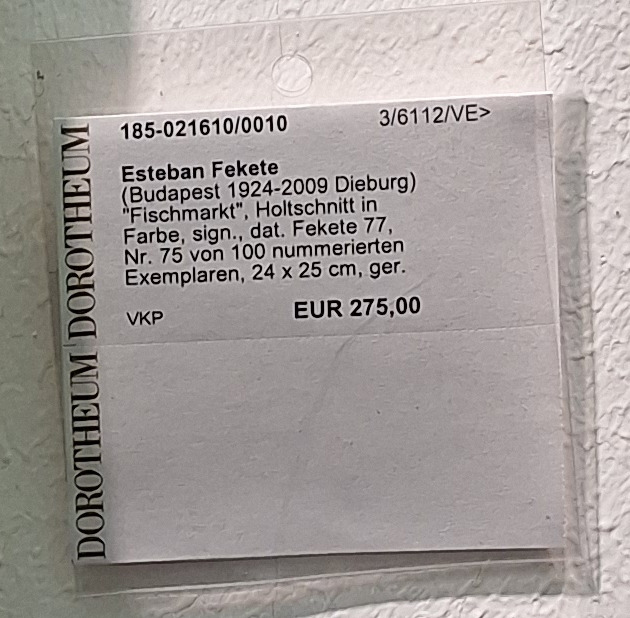 185-021610/0010 3/6112/VE>
Esteban Fekete
(Budapest 1924-2009 Dieburg)
"Fischmarkt", Holtschnitt in
Farbe, sign., dat. Fekete 77,
Nr. 75 von 100 nummerierten
Exemplaren, 24 x 25 cm, ger.
VKP EUR 275,00
DOROTHEUM DOROTHEUM